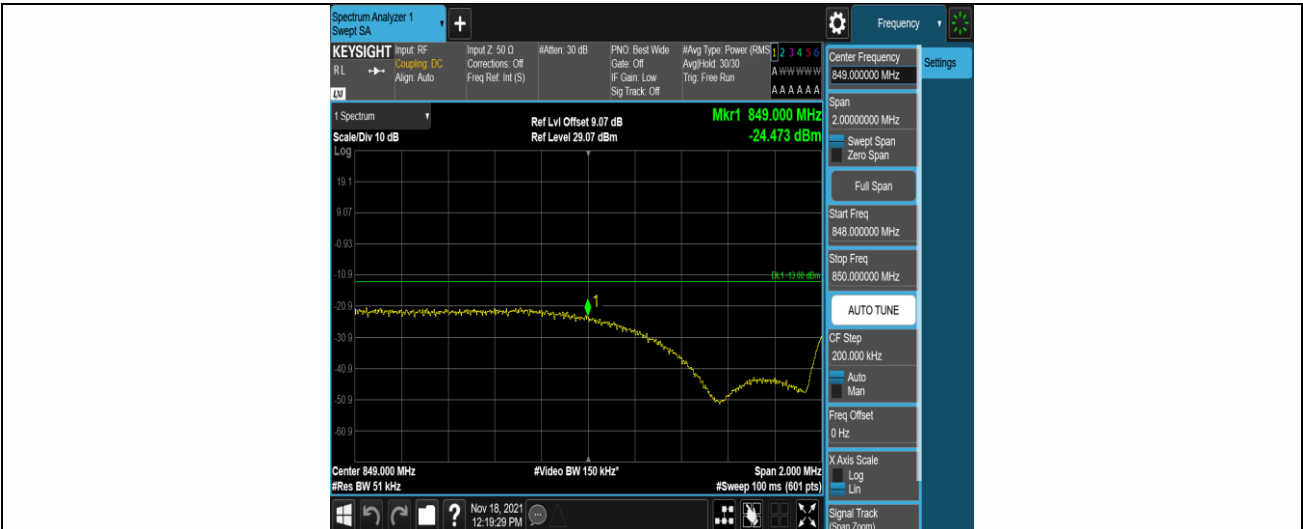 Spectrum Analyzer 1
Swept SA
+
Frequency
KEYSIGHT
RL
Input: RF
Coupling: DC
Align: Auto
Input Z: 50 Ω
Corrections: Off
Freq Ref: Int (S)
#Atten: 30 dB
PNO: Best Wide
Gate: Off
IF Gain: Low
Sig Track: Off
#Avg Type: Power (RMS
Avg|Hold: 30/30
Trig: Free Run
1 2 3 4 5 6
A W W W W W
A A A A A A
LXI
1 Spectrum
Scale/Div 10 dB
Log
Ref Lvl Offset 9.07 dB
Ref Level 29.07 dBm
Mkr1 849.000 MHz
-24.473 dBm
19.1
9.07
-0.93
-10.9
-20.9
-30.9
-40.9
-50.9
-60.9
DL1 -13.00 dBm
1
Center 849.000 MHz
#Res BW 51 kHz
#Video BW 150 kHz*
Span 2.000 MHz
#Sweep 100 ms (601 pts)
?
Nov 18, 2021
12:19:29 PM
Center Frequency
849.000000 MHz
Settings
Span
2.00000000 MHz
Swept Span
Zero Span
Full Span
Start Freq
848.000000 MHz
Stop Freq
850.000000 MHz
AUTO TUNE
CF Step
200.000 kHz
Auto
Man
Freq Offset
0 Hz
X Axis Scale
Log
Lin
Signal Track
(Span Zoom)